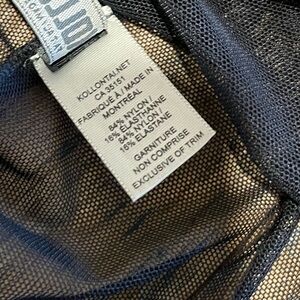 KOLLONTAI.NET
CA 35151
FABRIQUÉ À / MADE IN
MONTRÉAL
84% NYLON /
16% ÉLASTHANNE
84% NYLON /
16% ELASTANE
GARNITURE
NON COMPRISE
EXCLUSIVE OF TRIM